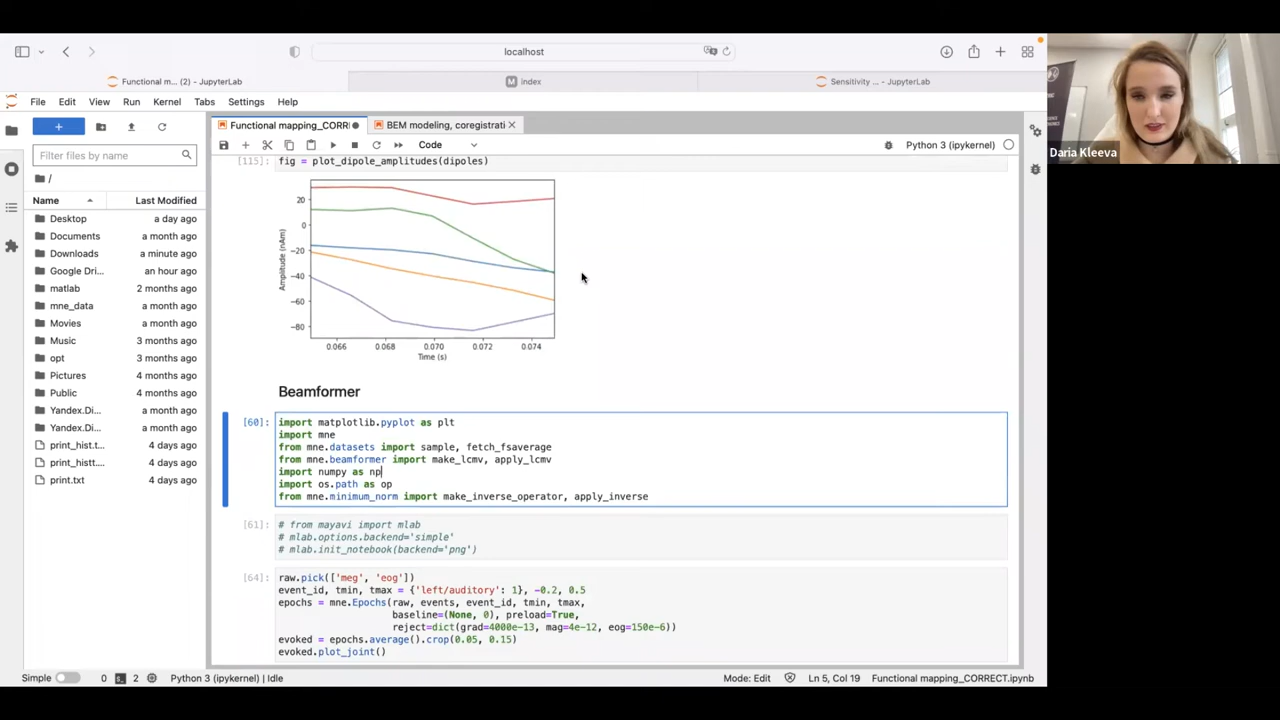 localhost
Functional m... (2) - JupyterLab
index
Sensitivity ... - JupyterLab
File Edit View Run Kernel Tabs Settings Help
Functional mapping_CORR
BEM modeling, coregistrati
Code
Python 3 (ipykernel)
Filter files by name
/
Name Last Modified
Desktop a day ago
Documents a month ago
Downloads a minute ago
Google Dri... an hour ago
matlab 2 months ago
mne_data a month ago
Movies a month ago
Music 3 months ago
opt a month ago
Pictures 4 months ago
Public 4 months ago
Yandex.Di... a month ago
Yandex.Di... a month ago
print_hist.t... 4 days ago
print_histt.... 4 days ago
print.txt 4 days ago
[115]: fig = plot_dipole_amplitudes(dipoles)
Amplitude (nAm)
20
0
−20
−40
−60
−80
0.066 0.068 0.070 0.072 0.074
Time (s)
Beamformer
[60]: import matplotlib.pyplot as plt
import mne
from mne.datasets import sample, fetch_fsaverage
from mne.beamformer import make_lcmv, apply_lcmv
import numpy as np
import os.path as op
from mne.minimum_norm import make_inverse_operator, apply_inverse
[61]: # from mayavi import mlab
# mlab.options.backend='simple'
# mlab.init_notebook(backend='png')
[64]: raw.pick(['meg', 'eog'])
event_id, tmin, tmax = {'left/auditory': 1}, -0.2, 0.5
epochs = mne.Epochs(raw, events, event_id, tmin, tmax,
baseline=(None, 0), preload=True,
reject=dict(grad=4000e-13, mag=4e-12, eog=150e-6))
evoked = epochs.average().crop(0.05, 0.15)
evoked.plot_joint()
Simple 0 2 Python 3 (ipykernel) | Idle
Mode: Edit Ln 5, Col 19 Functional mapping_CORRECT.ipynb
Daria Kleeva